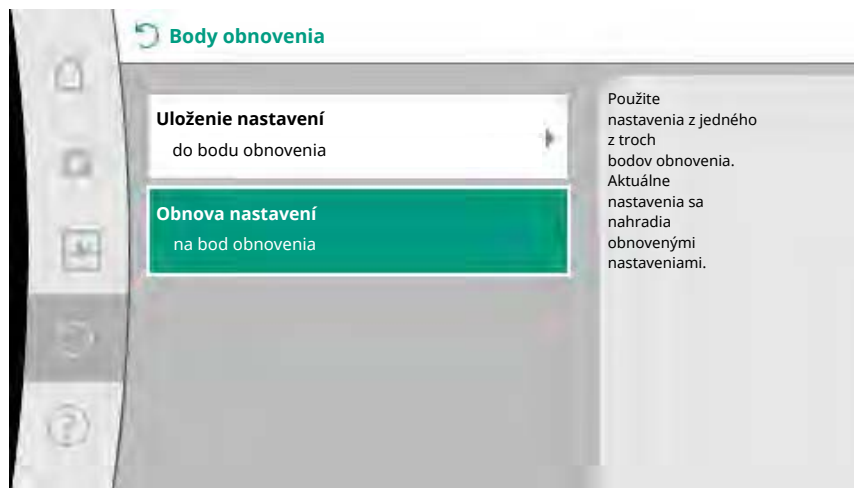 Body obnovenia
Uloženie nastavení
do bodu obnovenia
Obnova nastavení
na bod obnovenia
Použite
nastavenia z jedného
z troch
bodov obnovenia.
Aktuálne
nastavenia sa
nahradia
obnovenými
nastaveniami.